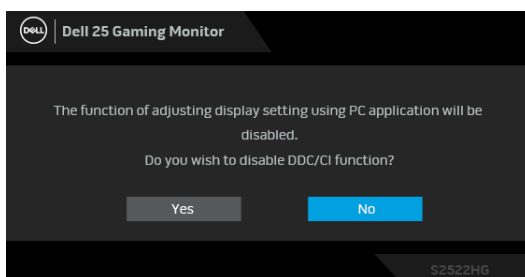 DELL
Dell 25 Gaming Monitor
The function of adjusting display setting using PC application will be
disabled.
Do you wish to disable DDC/CI function?
Yes
No
S2522HG